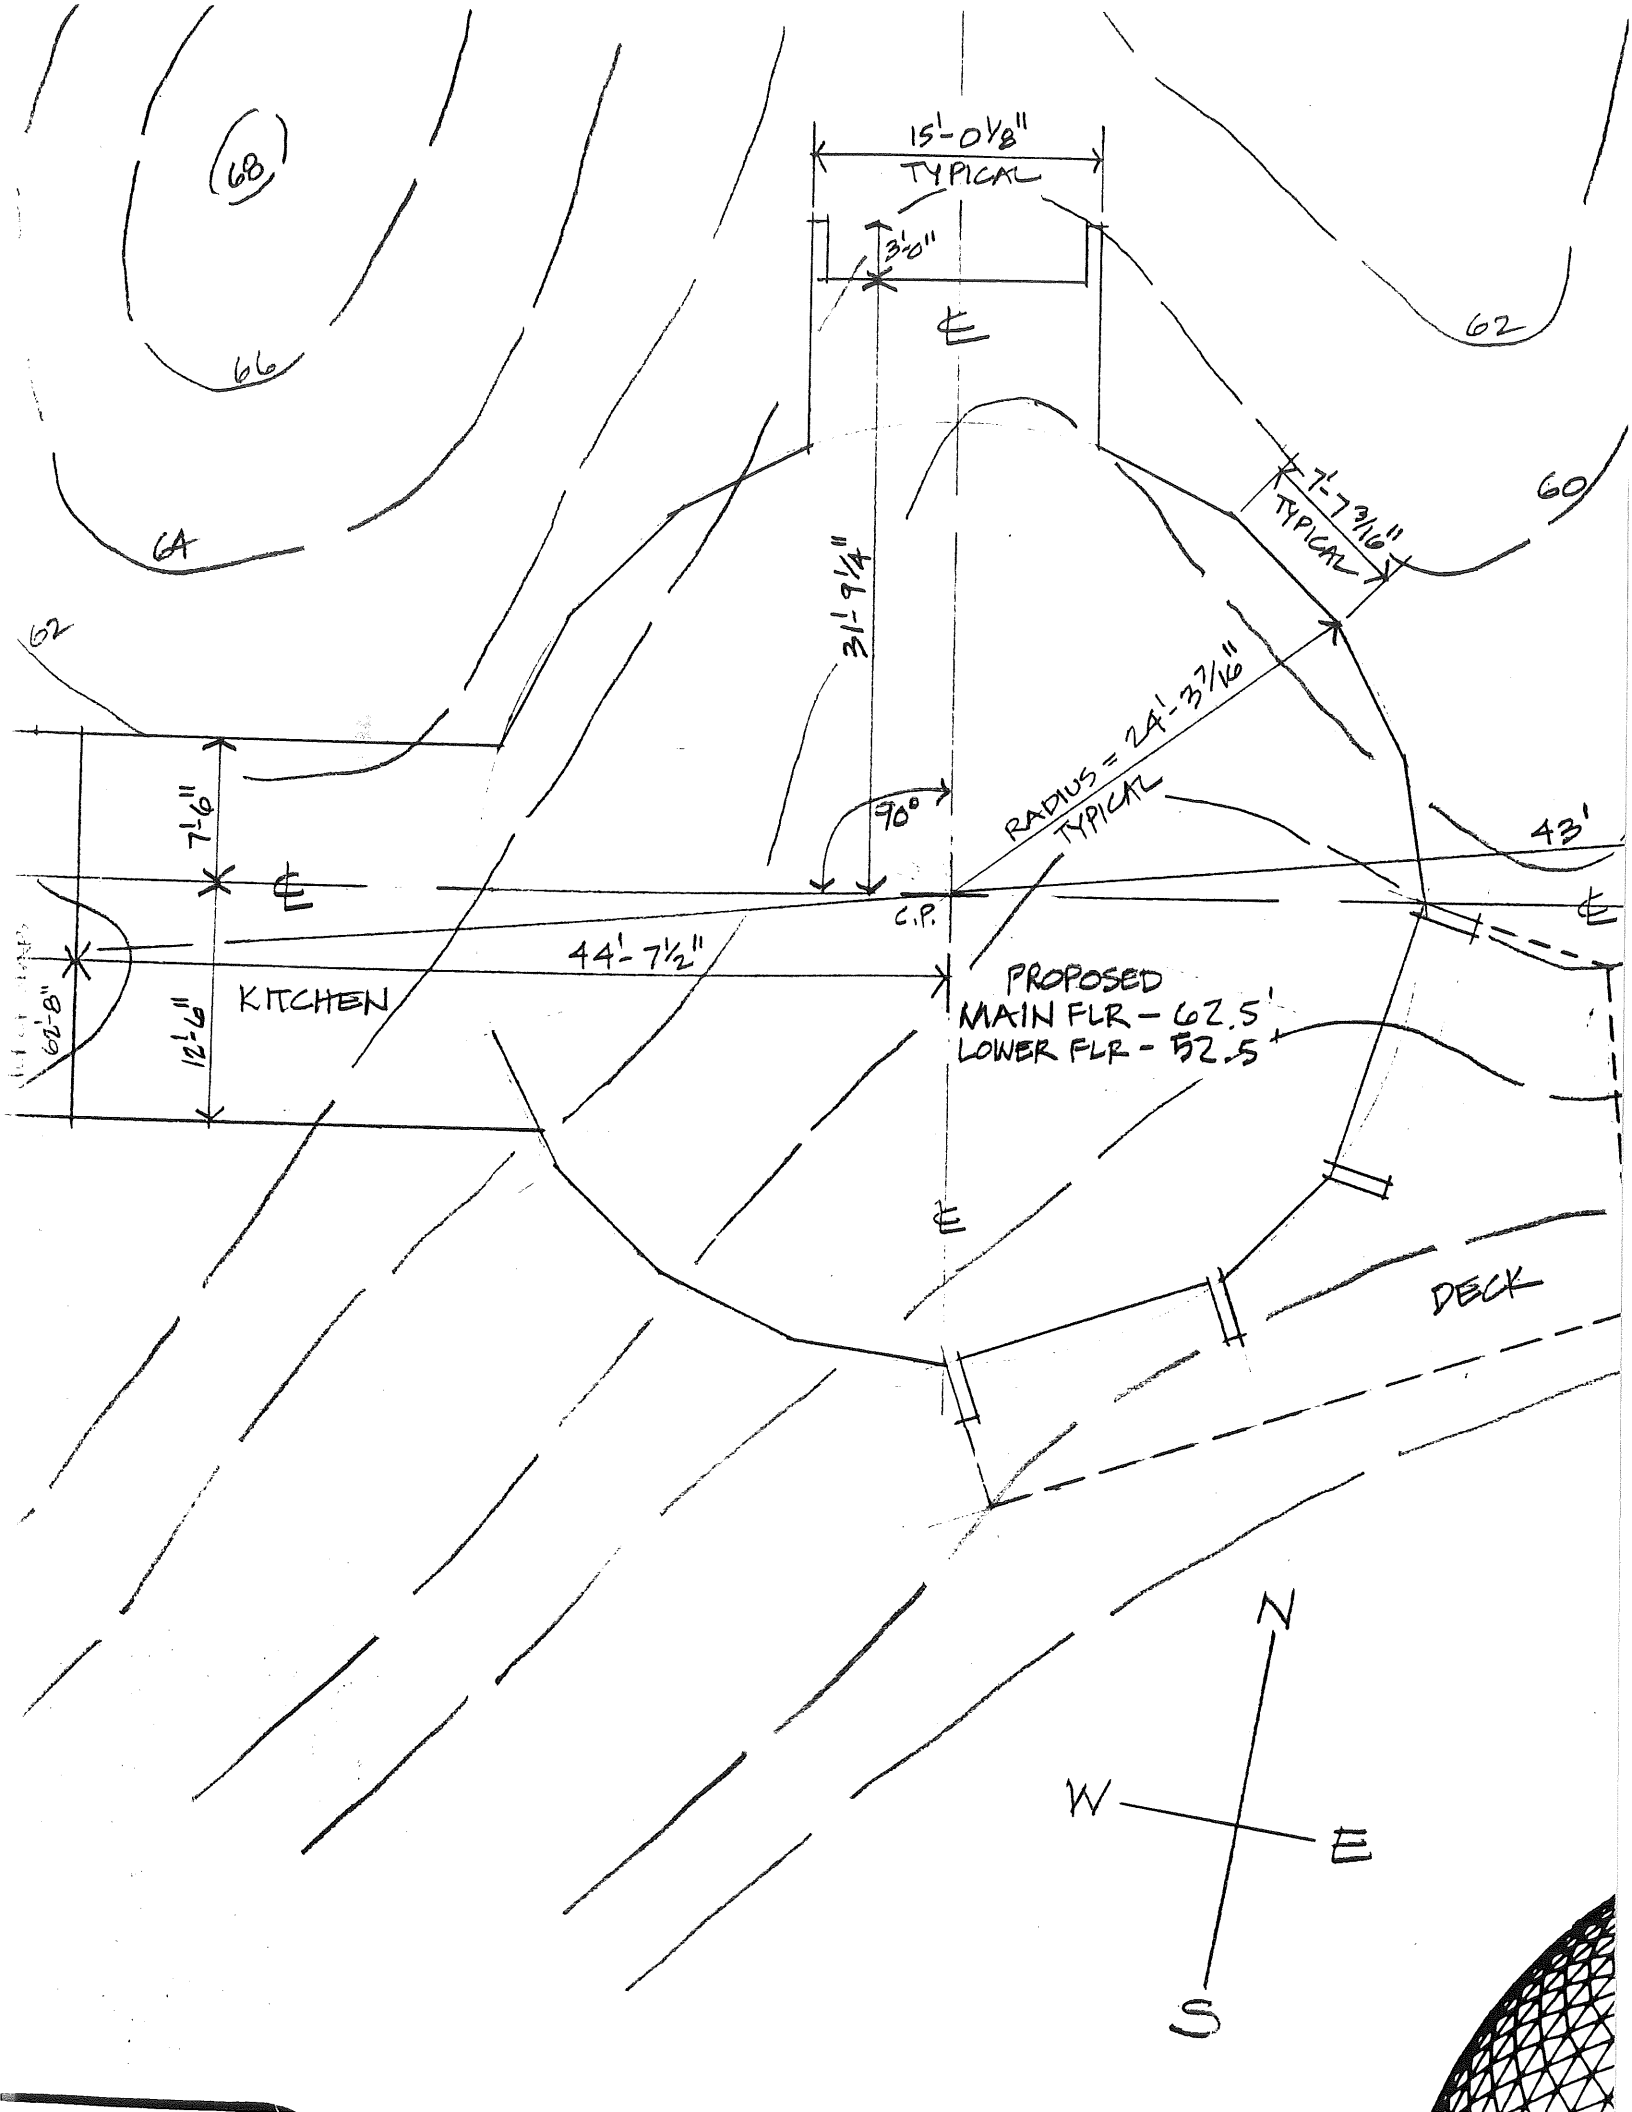 15'-0 1/8"
TYPICAL
68
3'-0"
℄
62
66
7'-7 3/16"
TYPICAL
60
64
31'-9 1/4"
62
RADIUS = 24'-3 7/16"
TYPICAL
7'-6"
90°
43'
℄
C.P.
℄
44'-7 1/2"
KITCHEN
62'-8"
12'-6"
PROPOSED
MAIN FLR - 62.5'
LOWER FLR - 52.5'
℄
DECK
N
W
E
S